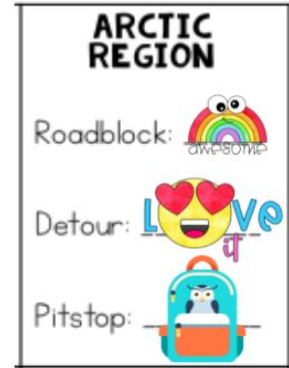 ARCTIC
REGION
Roadblock:
awesome
Detour: LOVE
it
Pitstop: